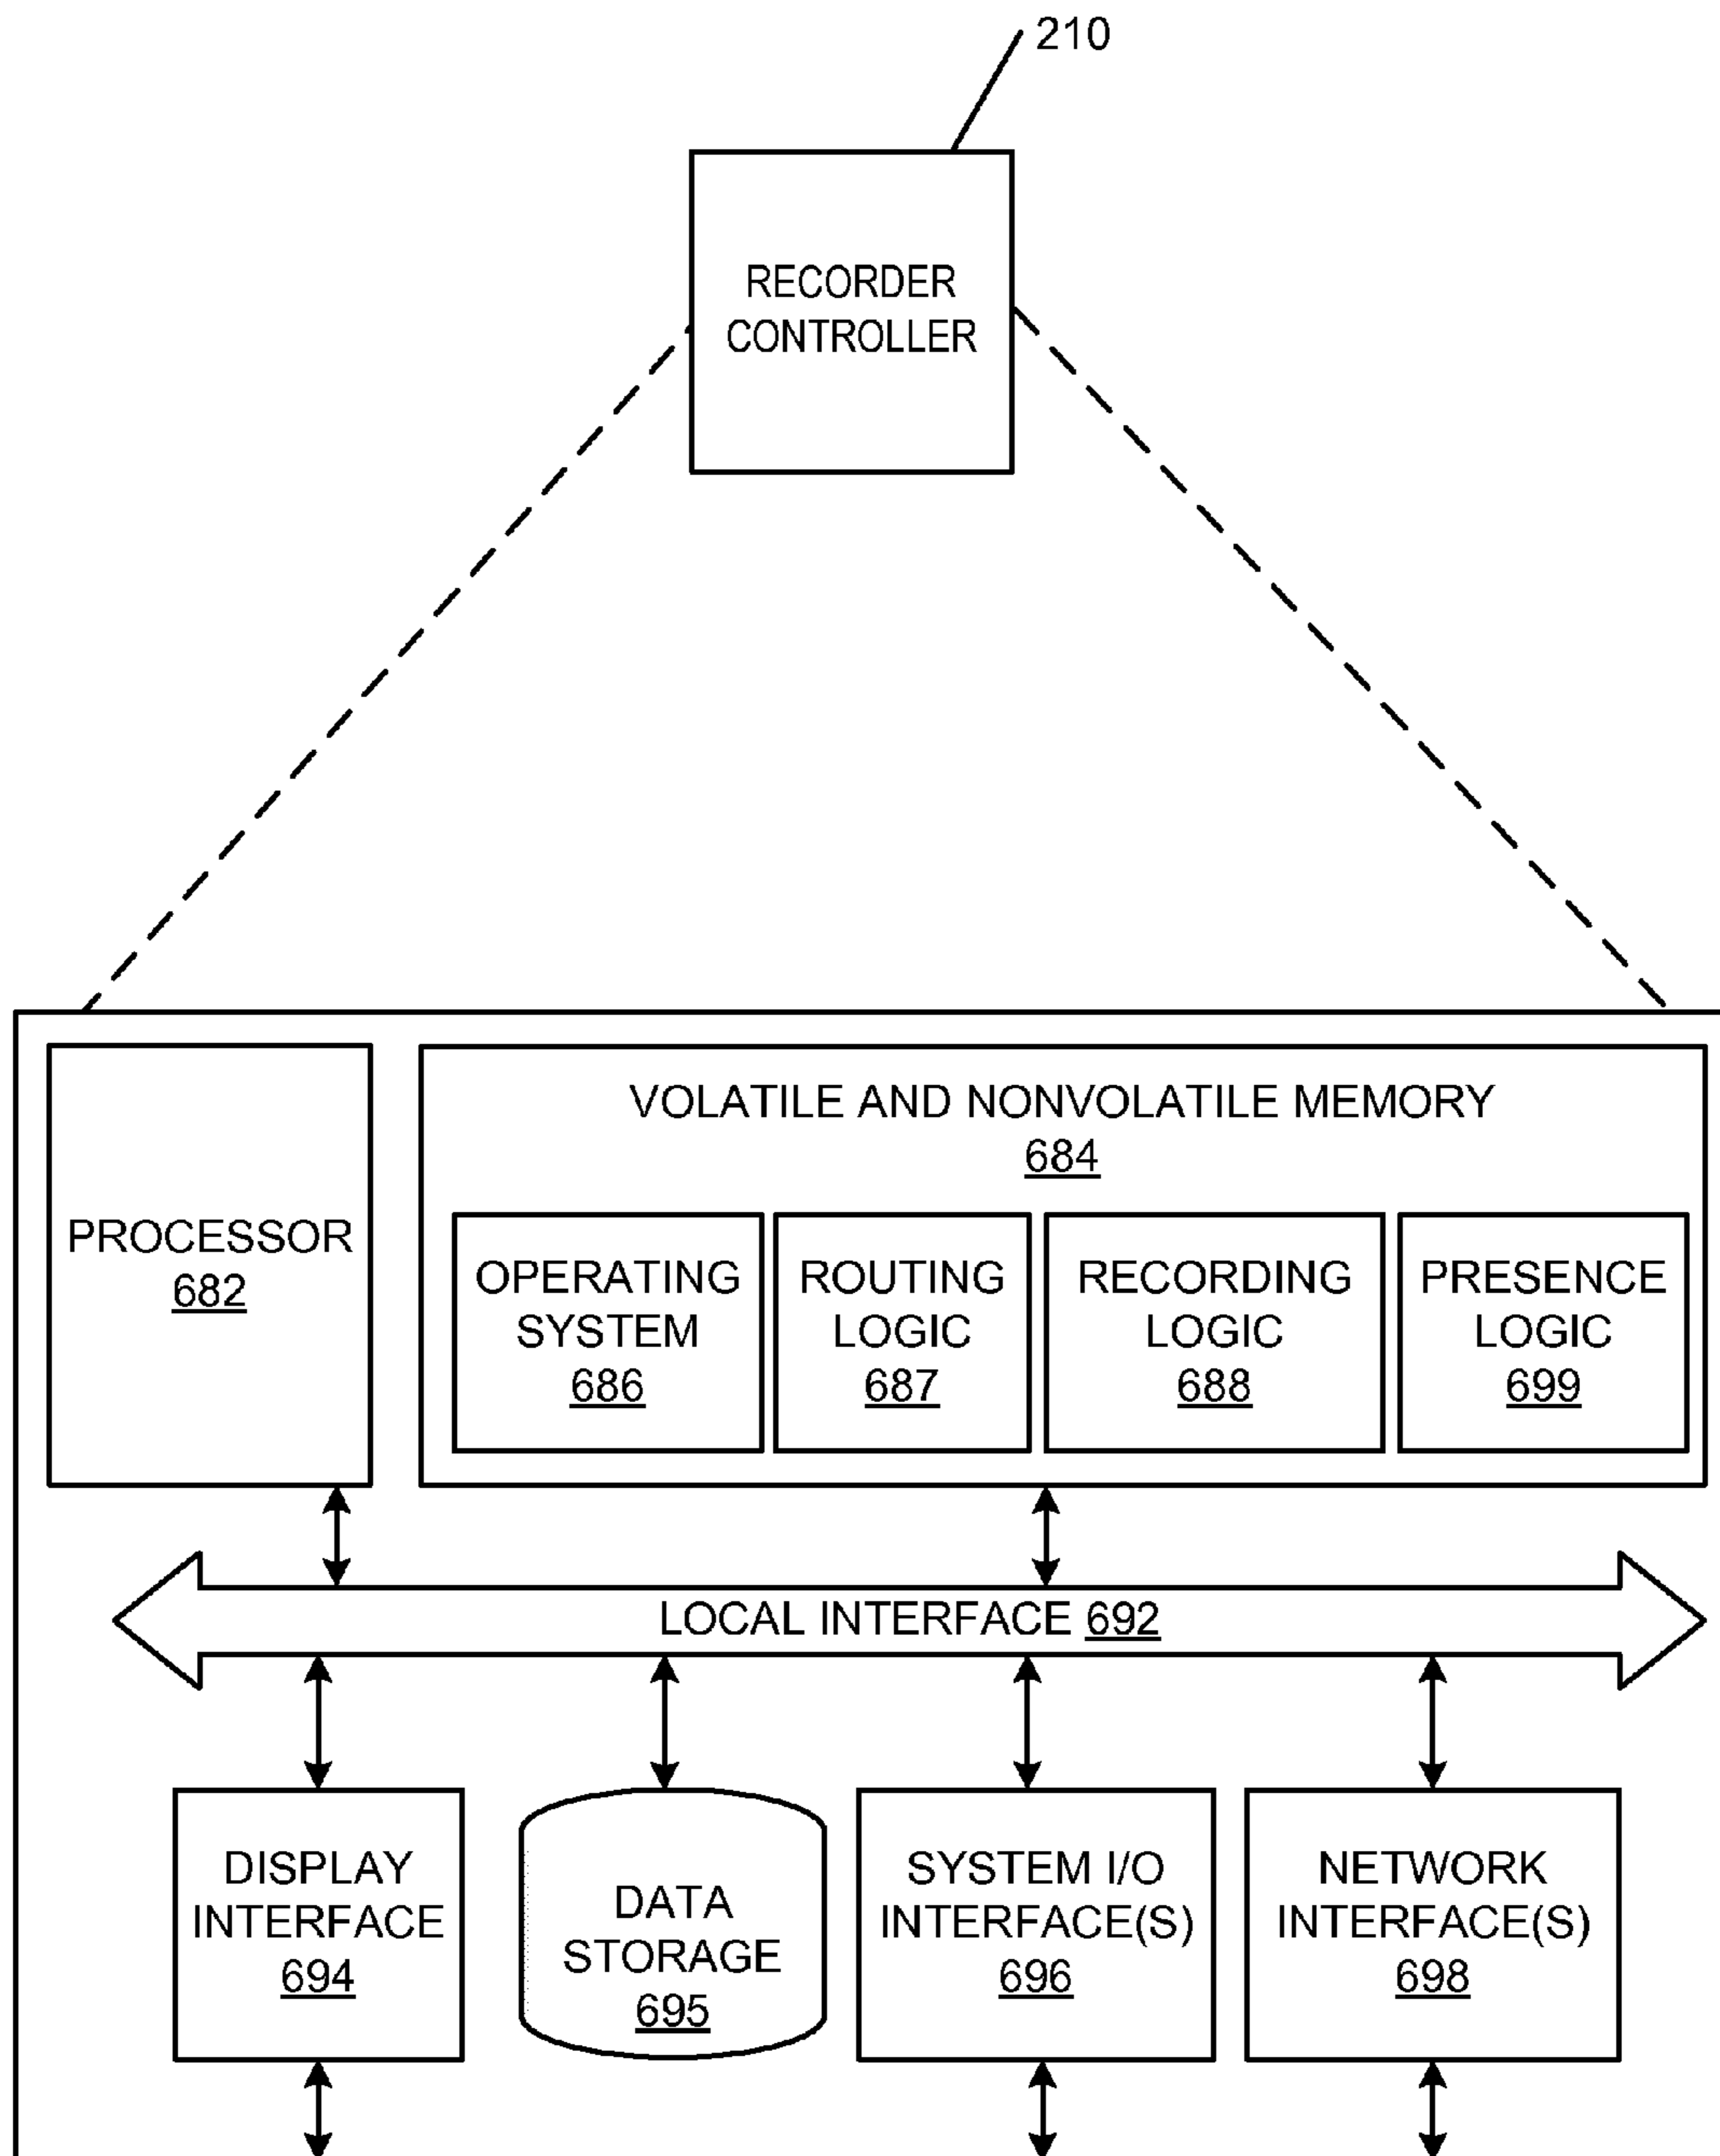 210
RECORDER
CONTROLLER
VOLATILE AND NONVOLATILE MEMORY
684
PROCESSOR
682
OPERATING
SYSTEM
686
ROUTING
LOGIC
687
RECORDING
LOGIC
688
PRESENCE
LOGIC
699
LOCAL INTERFACE 692
DISPLAY
INTERFACE
694
DATA
STORAGE
695
SYSTEM I/O
INTERFACE(S)
696
NETWORK
INTERFACE(S)
698